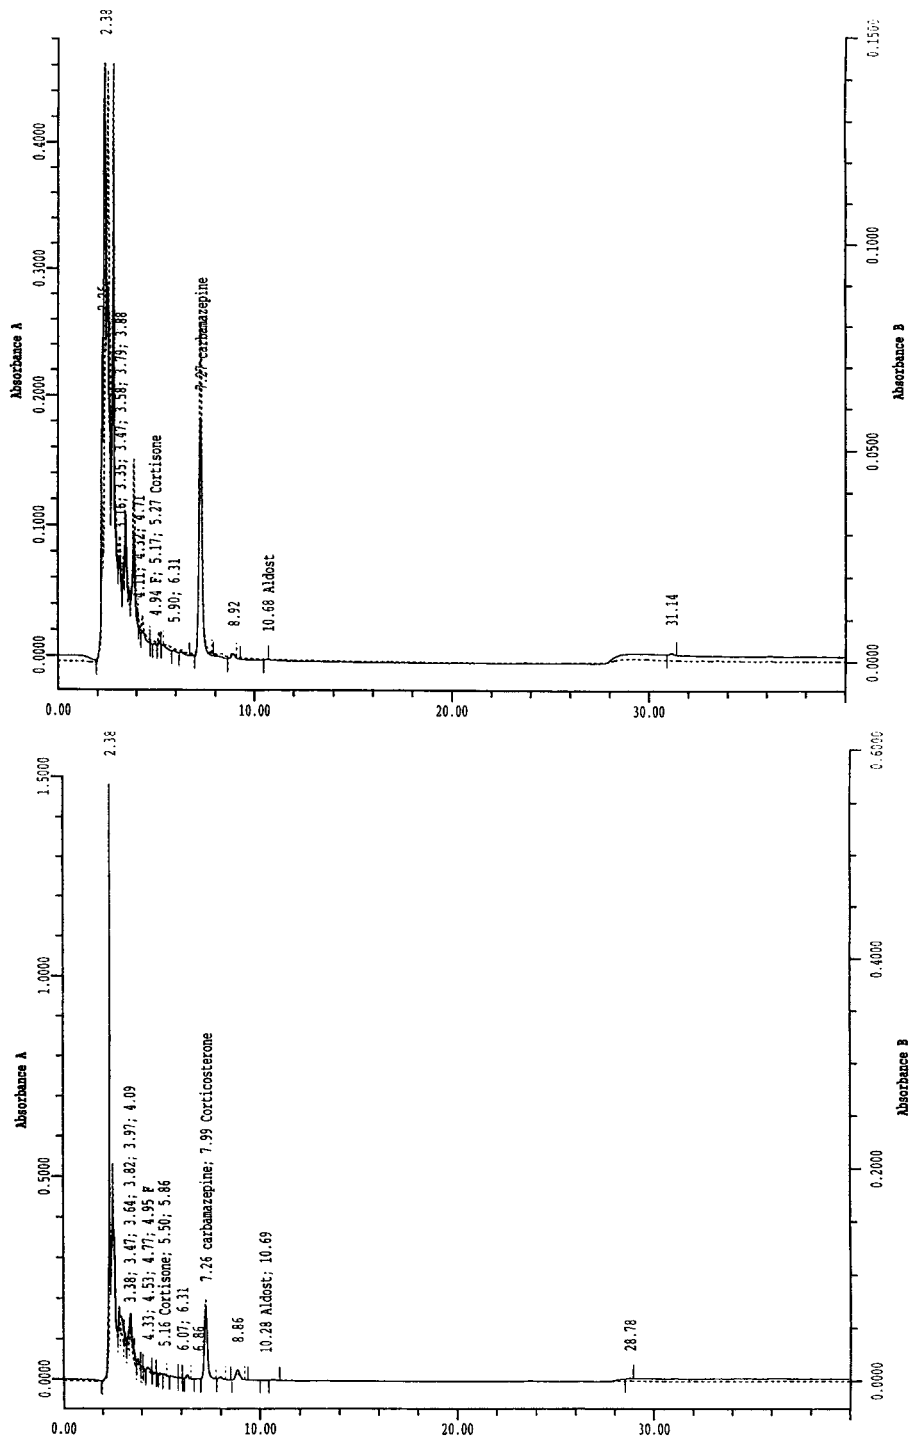 2.38
0.1500
0.4000
0.1000
0.3000
Absorbance A
Absorbance B
2.26
7.27 carbamazepine
3.16; 3.35; 3.47; 3.58; 3.79; 3.88
0.2000
0.0500
4.11; 4.32; 4.71
4.94 F; 5.17; 5.27 Cortisone
0.1000
5.90; 6.31
8.92
10.68 Aldost
31.14
0.0000
0.0000
0.00
10.00
20.00
30.00
2.38
0.6000
1.5000
1.0000
0.4000
Absorbance A
Absorbance B
3.38; 3.47; 3.64; 3.82; 3.97; 4.09
7.26 carbamazepine; 7.99 Corticosterone
0.5000
0.2000
4.33; 4.53; 4.77; 4.95 F
5.16 Cortisone; 5.50; 5.86
6.07; 6.31
6.86
8.86
10.28 Aldost; 10.69
28.78
0.0000
0.0000
0.00
10.00
20.00
30.00